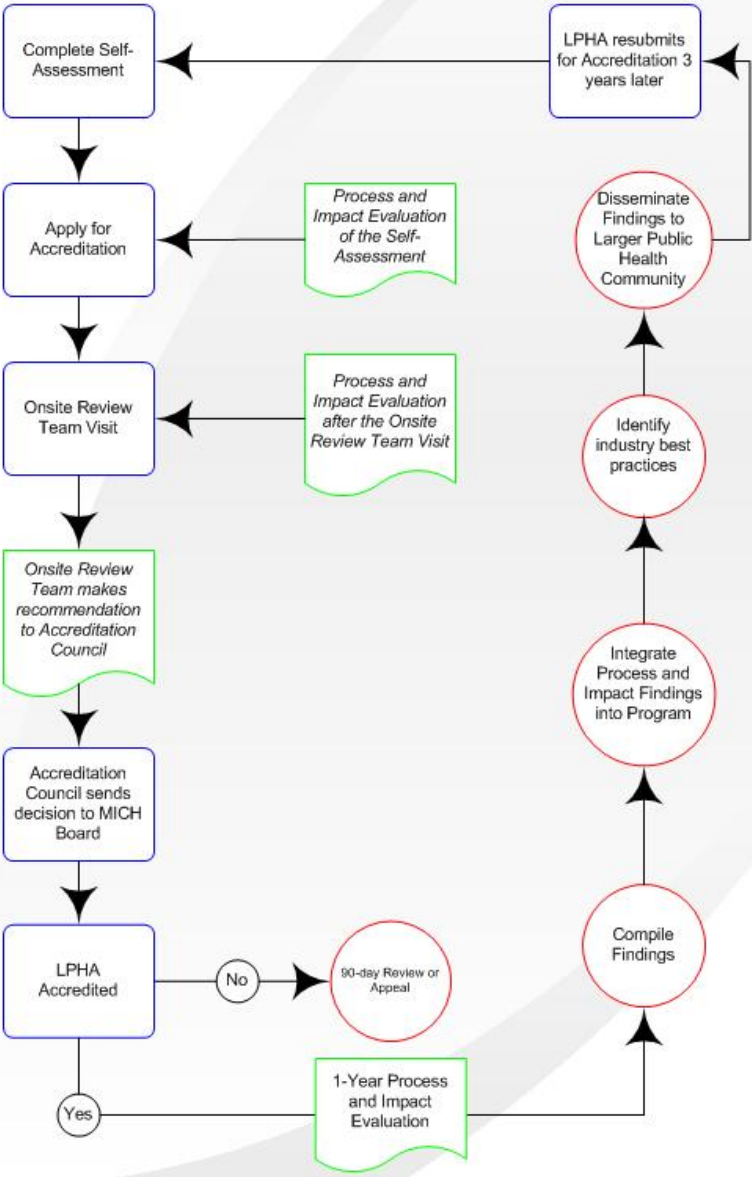 Complete Self-
Assessment
LPHA resubmits
for Accreditation 3
years later
Apply for
Accreditation
Process and
Impact Evaluation
of the Self-
Assessment
Disseminate
Findings to
Larger Public
Health
Community
Onsite Review
Team Visit
Process and
Impact Evaluation
after the Onsite
Review Team Visit
Identify
industry best
practices
Onsite Review
Team makes
recommendation
to Accreditation
Council
Integrate
Process and
Impact Findings
into Program
Accreditation
Council sends
decision to MICH
Board
LPHA
Accredited
No
90-day Review or
Appeal
Compile
Findings
Yes
1-Year Process
and Impact
Evaluation